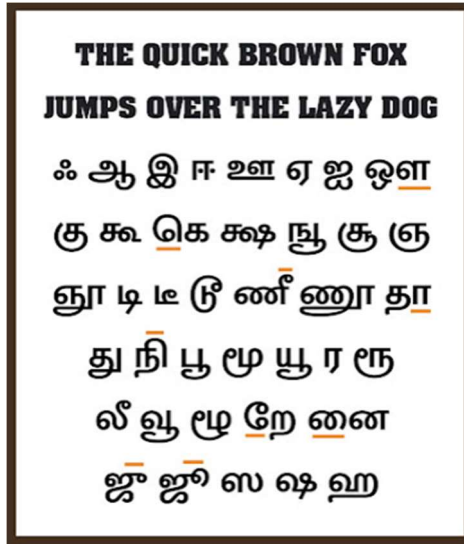 THE QUICK BROWN FOX
JUMPS OVER THE LAZY DOG
ஃ ஆ இ ஈ ஊ ஏ ஐ ஔ
கு கூ கெ க்ஷ ஙூ சூ ஞ
ஞூ டி டீ டூ ணீ ணூ தா
து நி பூ மூ யூ ர ரூ
லீ வூ ழூ றே னை
ஜு ஜூ ஸ ஷ ஹ